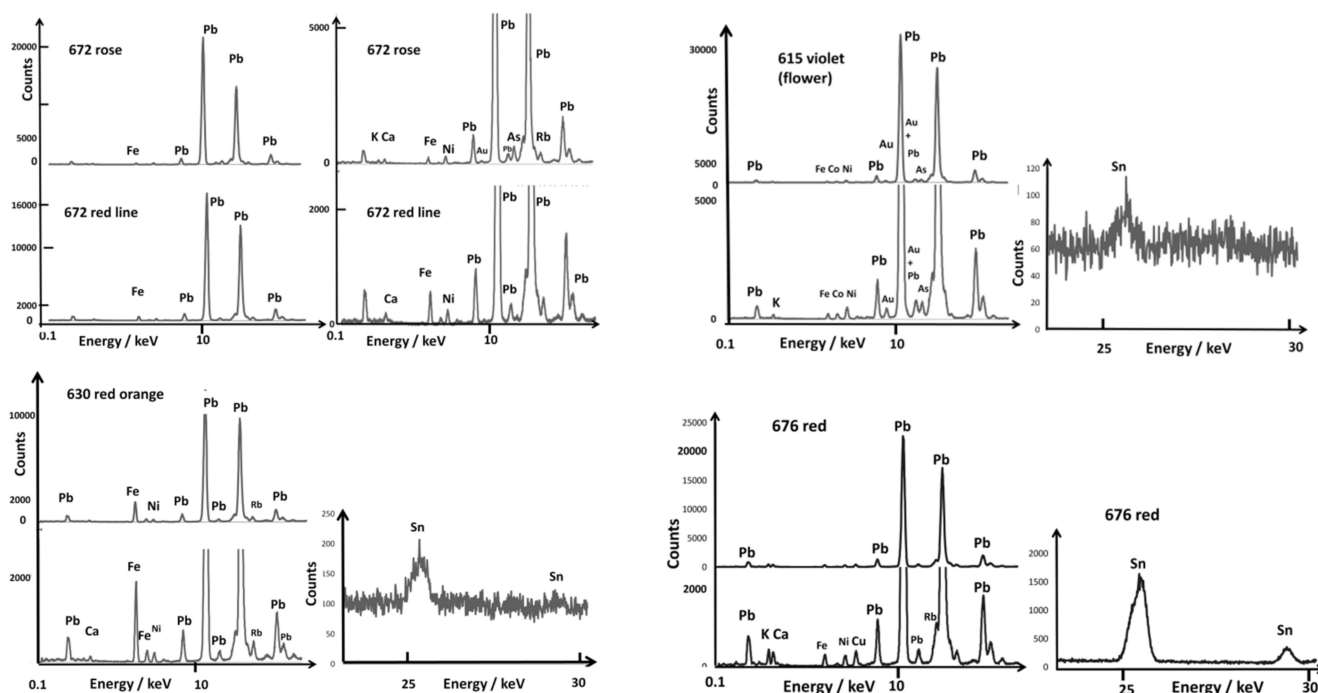 672 rose
Counts
20000
5000
0
Fe
Pb
Pb
Pb
Pb
672 red line
16000
10000
2000
0
Fe
Pb
Pb
Pb
Pb
0.1
10
Energy / keV
672 rose
5000
0
K Ca
Fe
Ni
Pb
Au
Pb
Pb
As
Pb
Rb
Pb
672 red line
2000
0
Ca
Fe
Ni
Pb
Pb
Pb
Pb
Pb
0.1
10
Energy / keV
615 violet
(flower)
Counts
30000
5000
0
Pb
Fe Co Ni
Pb
Au
Au
+
Pb
As
Pb
Pb
5000
0
Pb
K
Fe Co Ni
Pb
Au
Au
+
Pb
As
Pb
0.1
10
Energy / keV
Counts
120
100
80
60
40
20
0
Sn
25
30
Energy / keV
630 red orange
Counts
10000
2000
0
Pb
Fe
Ni
Pb
Pb
Pb
Pb
Rb
Pb
2000
Pb
Ca
Fe
Fe
Ni
Pb
Pb
Rb
Pb
Pb
0.1
10
Energy / keV
Counts
250
200
150
100
50
0
Sn
Sn
25
30
Energy / keV
676 red
Counts
25000
20000
15000
10000
5000
0
Pb
Pb
Pb
Pb
Pb
2000
0
Pb
K Ca
Fe
Ni
Cu
Pb
Pb
Rb
Pb
0.1
10
Energy / keV
676 red
Counts
2000
1500
1000
500
0
Sn
Sn
25
30
Energy / keV